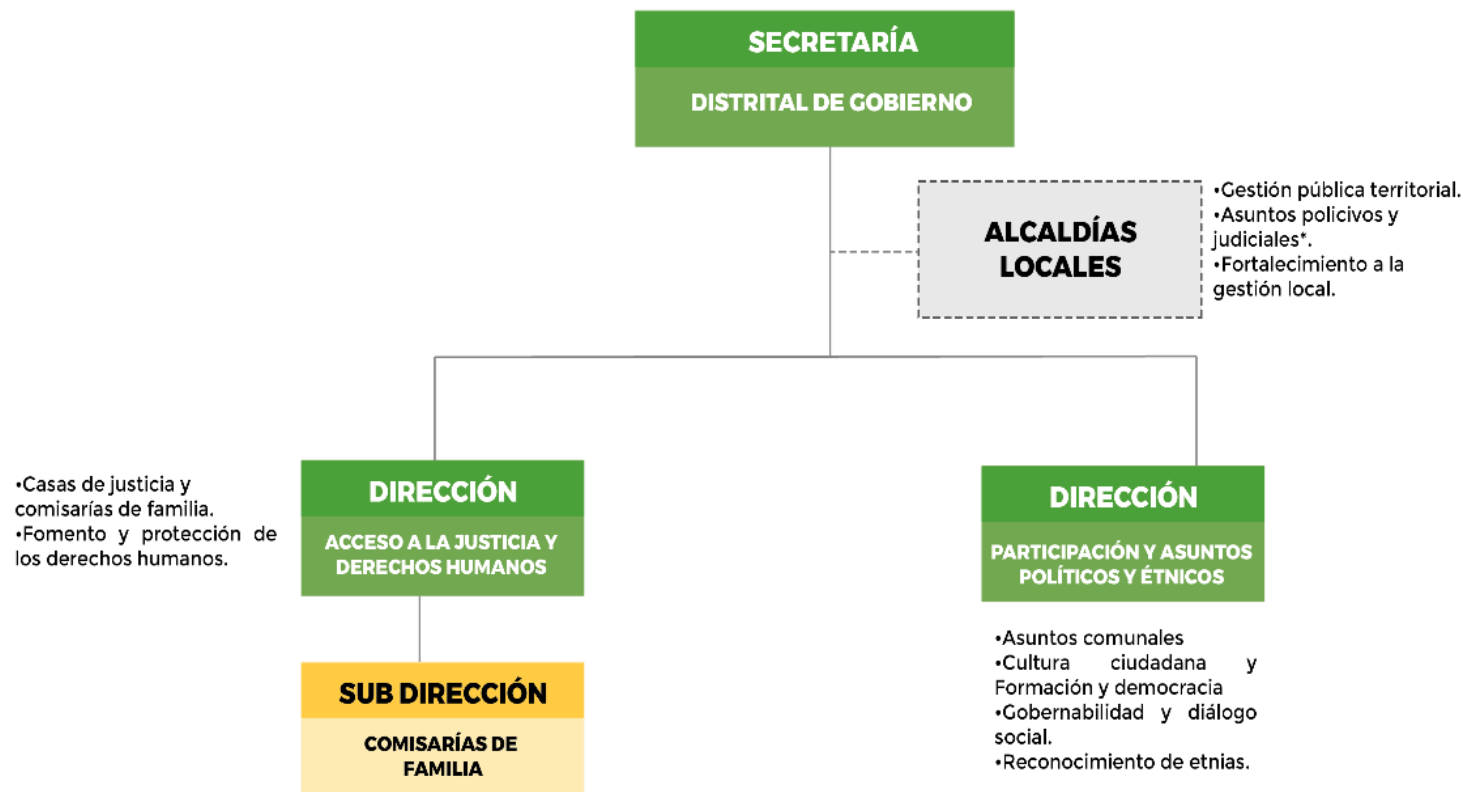 SECRETARÍA
DISTRITAL DE GOBIERNO
ALCALDÍAS
LOCALES
•Gestión pública territorial.
•Asuntos policivos y
judiciales*.
•Fortalecimiento a la
gestión local.
•Casas de justicia y
comisarías de familia.
•Fomento y protección de
los derechos humanos.
DIRECCIÓN
ACCESO A LA JUSTICIA Y
DERECHOS HUMANOS
DIRECCIÓN
PARTICIPACIÓN Y ASUNTOS
POLÍTICOS Y ÉTNICOS
SUB DIRECCIÓN
COMISARÍAS DE
FAMILIA
•Asuntos comunales
•Cultura ciudadana y
Formación y democracia
•Gobernabilidad y diálogo
social.
•Reconocimiento de etnias.